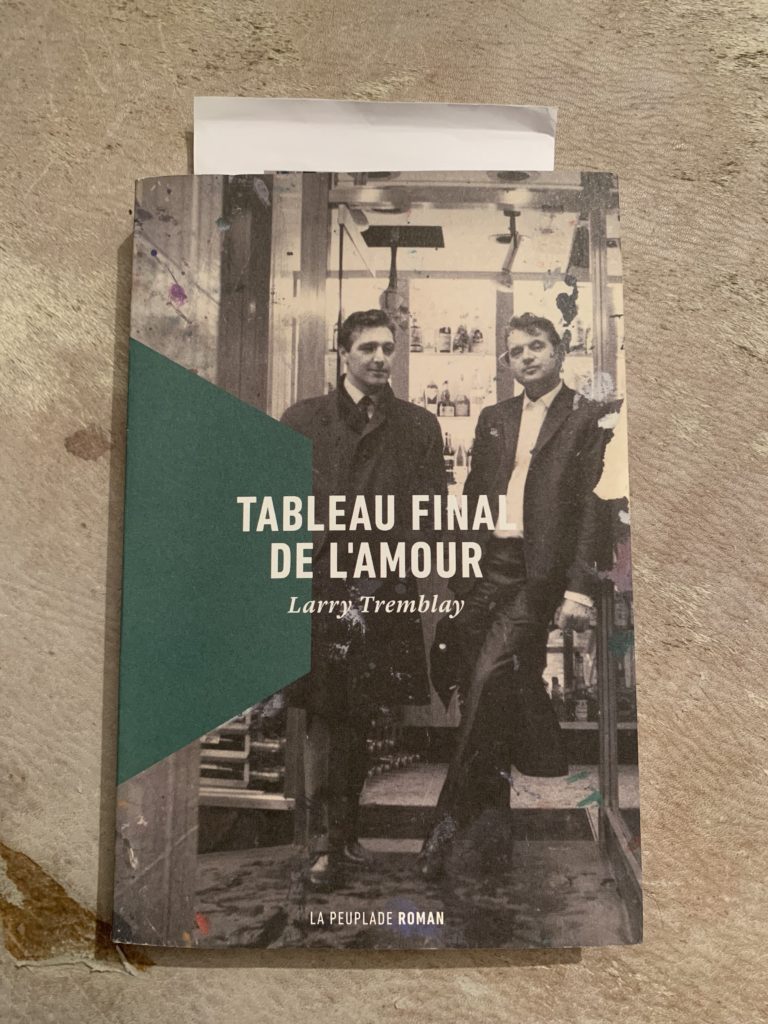 TABLEAU FINAL
DE L'AMOUR
Larry Tremblay
LA PEUPLADE ROMAN